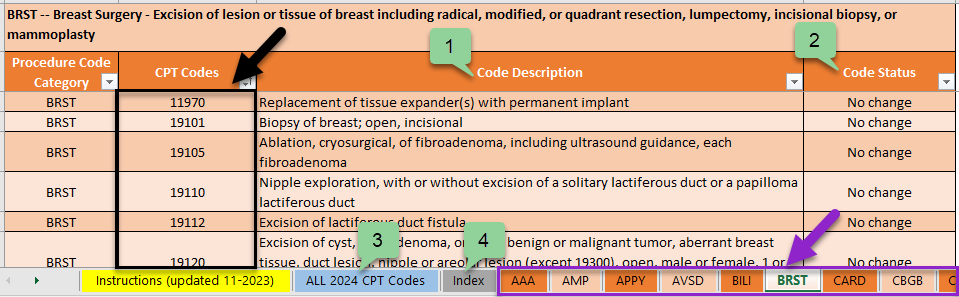 BRST -- Breast Surgery - Excision of lesion or tissue of breast including radical, modified, or quadrant resection, lumpectomy, incisional biopsy, or
mammoplasty
1
2
Procedure Code
Category
CPT Codes
Code Description
Code Status
BRST 11970 Replacement of tissue expander(s) with permanent implant No change
BRST 19101 Biopsy of breast; open, incisional No change
BRST 19105 Ablation, cryosurgical, of fibroadenoma, including ultrasound guidance, each
fibroadenoma No change
BRST 19110 Nipple exploration, with or without excision of a solitary lactiferous duct or a papilloma
lactiferous duct No change
BRST 19112 Excision of lactiferous duct fistula No change
Excision of cyst, denoma, or benign or malignant tumor, aberrant breast
BRST 19120 tissue, duct lesion, nipple or areolar lesion (except 19300), open, male or female, 1 or No change
3
4
Instructions (updated 11-2023) ALL 2024 CPT Codes Index AAA AMP APPY AVSD BILI BRST CARD CBGB C